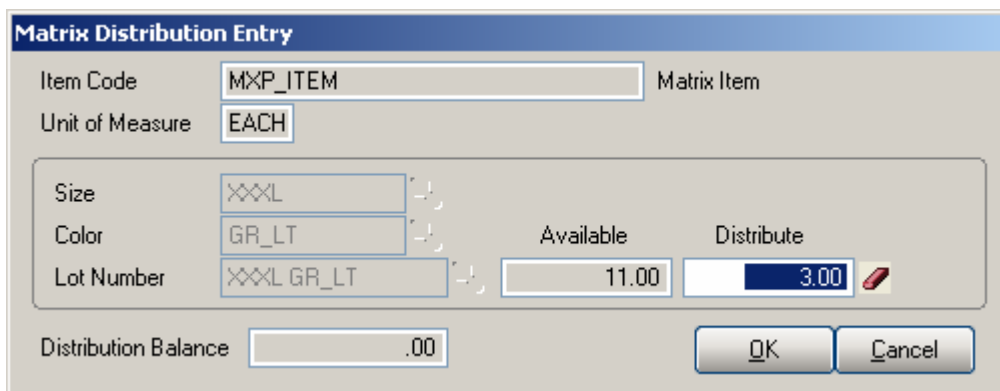 Matrix Distribution Entry
Item Code MXP_ITEM Matrix Item
Unit of Measure EACH
Size XXXL
Color GR_LT Available Distribute
Lot Number XXXL GR_LT 11.00 3.00
Distribution Balance .00 OK Cancel